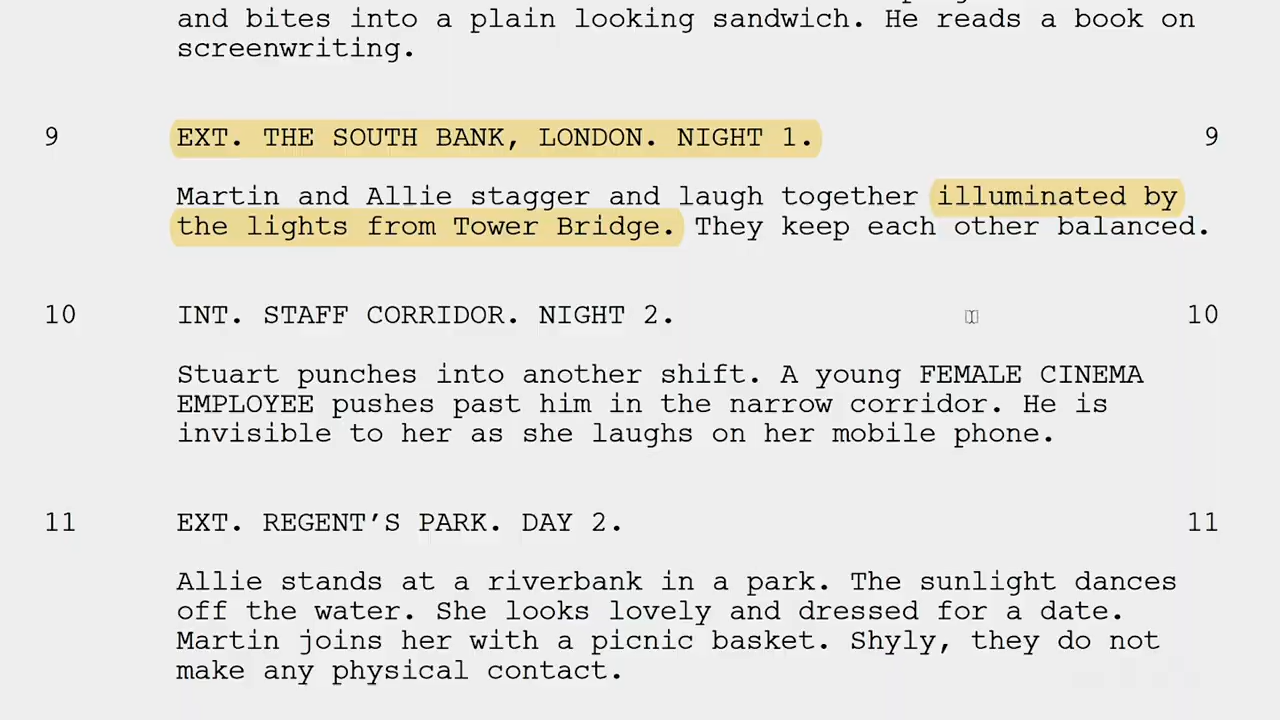 and bites into a plain looking sandwich. He reads a book on
screenwriting.
9 EXT. THE SOUTH BANK, LONDON. NIGHT 1. 9
Martin and Allie stagger and laugh together illuminated by
the lights from Tower Bridge. They keep each other balanced.
10 INT. STAFF CORRIDOR. NIGHT 2. 10
Stuart punches into another shift. A young FEMALE CINEMA
EMPLOYEE pushes past him in the narrow corridor. He is
invisible to her as she laughs on her mobile phone.
11 EXT. REGENT’S PARK. DAY 2. 11
Allie stands at a riverbank in a park. The sunlight dances
off the water. She looks lovely and dressed for a date.
Martin joins her with a picnic basket. Shyly, they do not
make any physical contact.